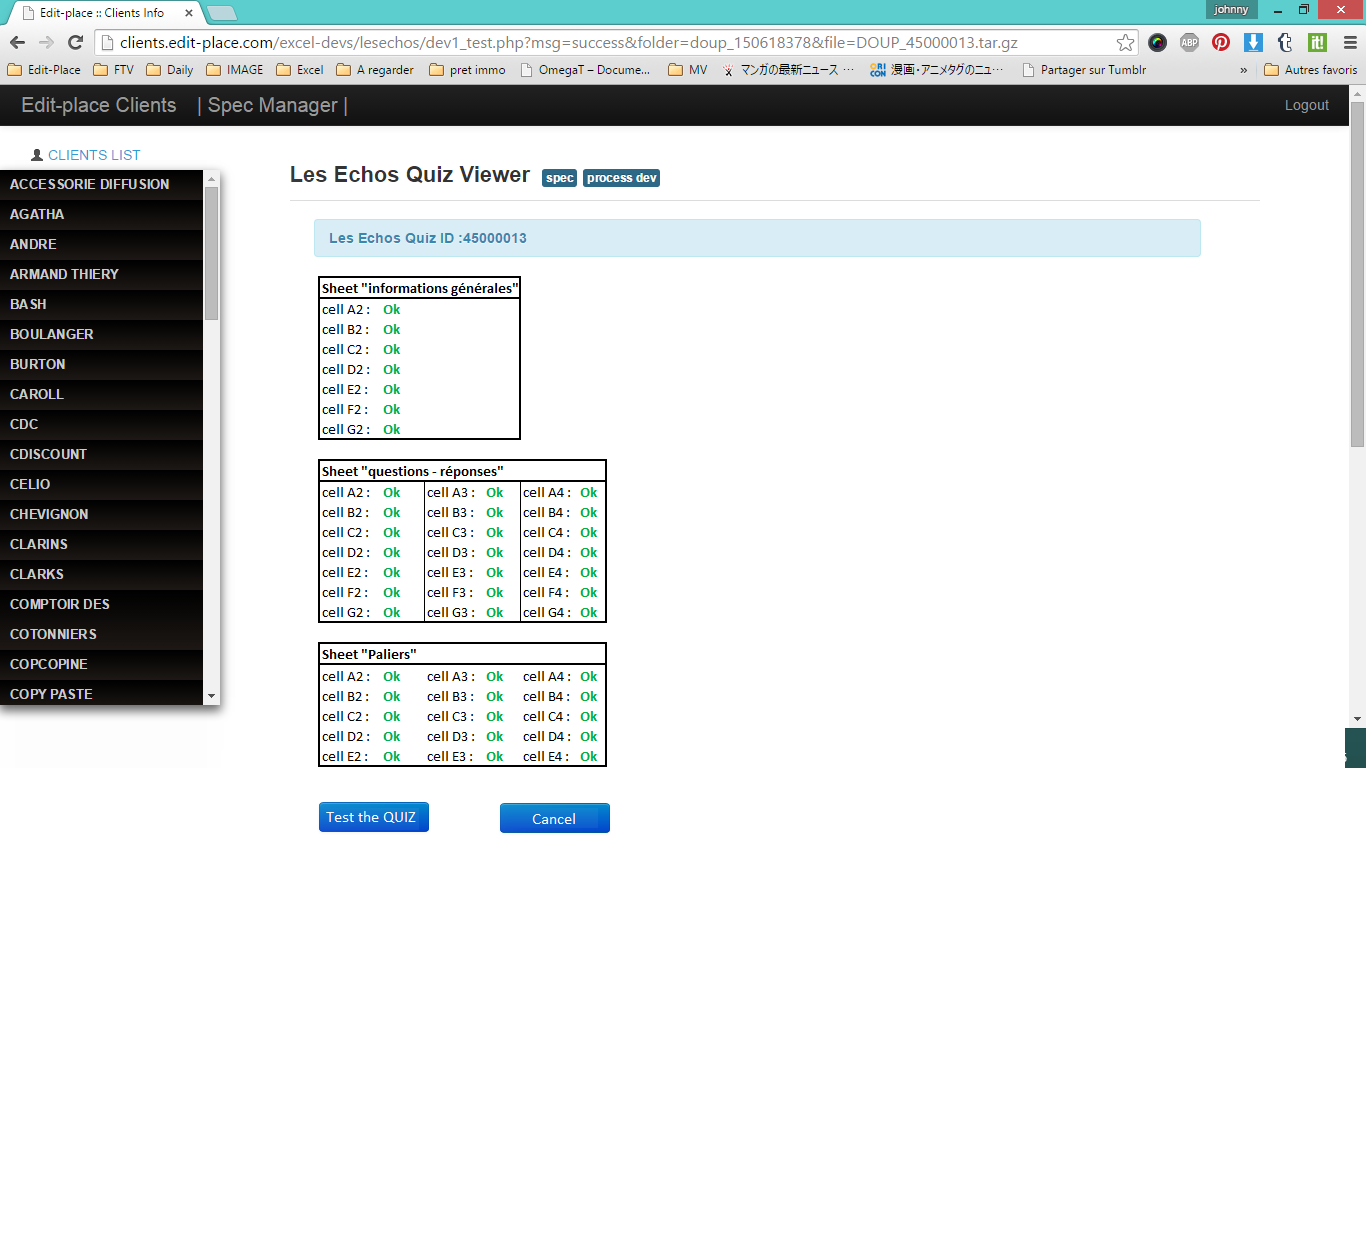 Edit-place :: Clients Info
johnny
clients.edit-place.com/excel-devs/lesechos/dev1_test.php?msg=success&folder=doup_150618378&file=DOUP_45000013.tar.gz
ABP
it!
Edit-Place FTV Daily IMAGE Excel A regarder pret immo OmegaT – Docume... MV マンガの最新ニュース ... ORI CON 漫画・アニメタグのニュ... Partager sur Tumblr » Autres favoris
Edit-place Clients | Spec Manager | Logout
CLIENTS LIST
ACCESSORIE DIFFUSION
AGATHA
ANDRE
ARMAND THIERY
BASH
BOULANGER
BURTON
CAROLL
CDC
CDISCOUNT
CELIO
CHEVIGNON
CLARINS
CLARKS
COMPTOIR DES
COTONNIERS
COPCOPINE
COPY PASTE
Les Echos Quiz Viewer spec process dev
Les Echos Quiz ID :45000013
Sheet "informations générales"
cell A2 : Ok
cell B2 : Ok
cell C2 : Ok
cell D2 : Ok
cell E2 : Ok
cell F2 : Ok
cell G2 : Ok
Sheet "questions - réponses"
cell A2 : Ok cell A3 : Ok cell A4 : Ok
cell B2 : Ok cell B3 : Ok cell B4 : Ok
cell C2 : Ok cell C3 : Ok cell C4 : Ok
cell D2 : Ok cell D3 : Ok cell D4 : Ok
cell E2 : Ok cell E3 : Ok cell E4 : Ok
cell F2 : Ok cell F3 : Ok cell F4 : Ok
cell G2 : Ok cell G3 : Ok cell G4 : Ok
Sheet "Paliers"
cell A2 : Ok cell A3 : Ok cell A4 : Ok
cell B2 : Ok cell B3 : Ok cell B4 : Ok
cell C2 : Ok cell C3 : Ok cell C4 : Ok
cell D2 : Ok cell D3 : Ok cell D4 : Ok
cell E2 : Ok cell E3 : Ok cell E4 : Ok
Test the QUIZ Cancel